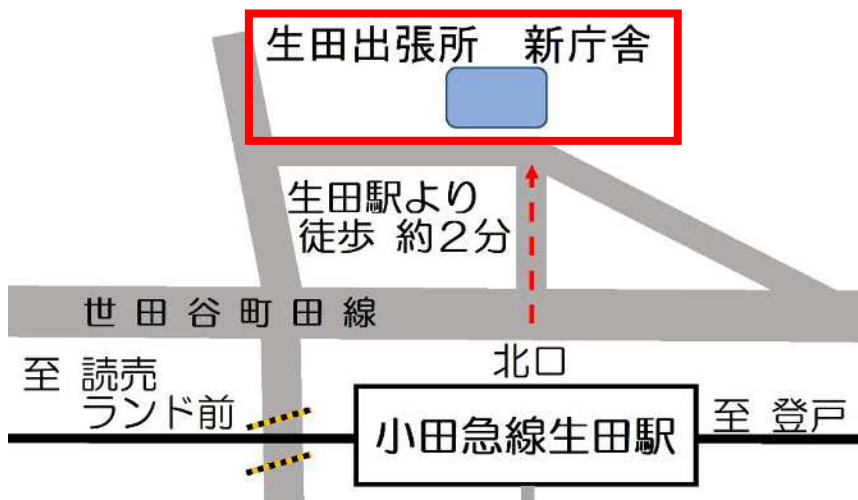 生田出張所　新庁舎
生田駅より
徒歩 約２分
世田谷町田線
北口
至 読売
ランド前
小田急線生田駅
至 登戸